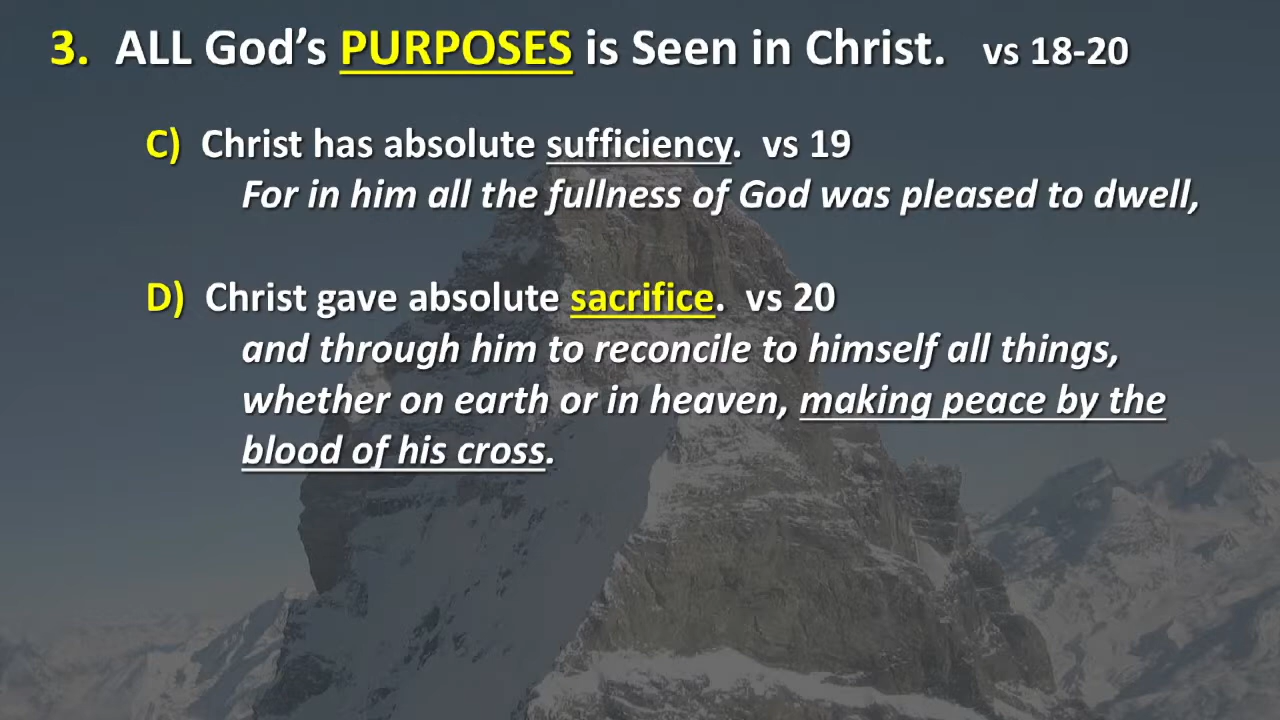 3. ALL God’s PURPOSES is Seen in Christ. vs 18-20
C) Christ has absolute sufficiency. vs 19
For in him all the fullness of God was pleased to dwell,
D) Christ gave absolute sacrifice. vs 20
and through him to reconcile to himself all things,
whether on earth or in heaven, making peace by the
blood of his cross.